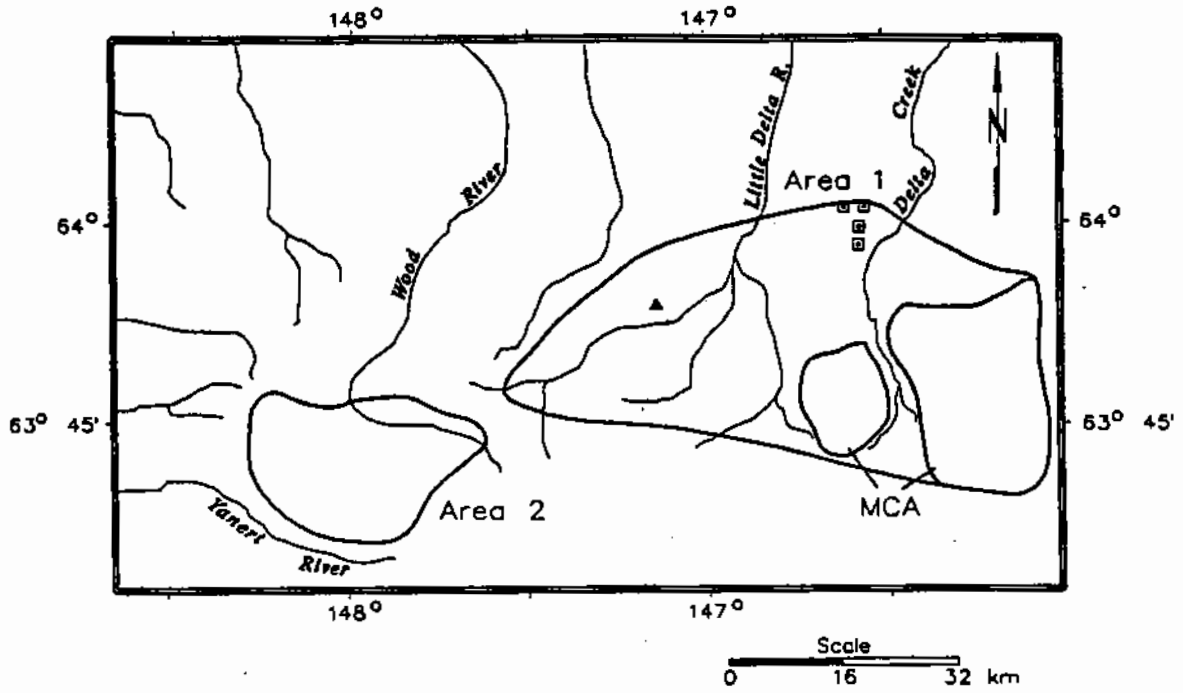 148° 147°
Little Delta R.
Creek
N
River
Area 1
Delta
64° 64°
Wood
63° 45' 63° 45'
Area 2
MCA
Yanert
River
148° 147°
Scale
0 16 32 km